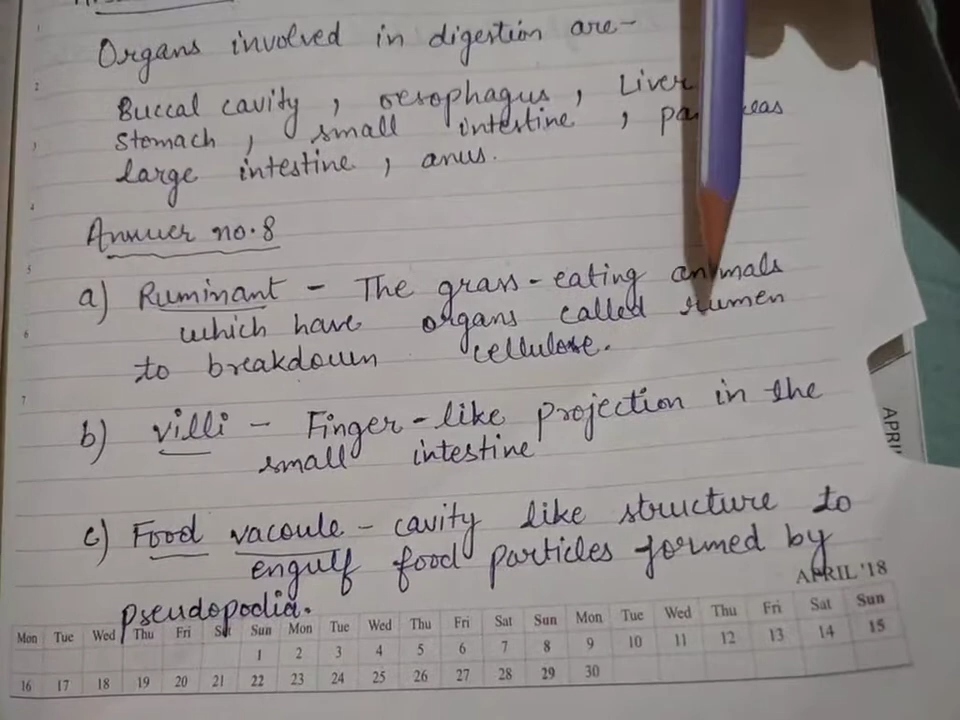 Organs involved in digestion are-
Buccal cavity , oesophagus , Liver
Stomach , small intestine , pa eas
large intestine , anus.
Answer no.8
a) Ruminant - The grass-eating animals
which have organs called rumen
to breakdown cellulose.
b) Villi - Finger-like projection in the
small intestine
c) Food vacoule - cavity like structure to
engulf food particles formed by
pseudopodia.
APRIL '18
Mon Tue Wed Thu Fri Sat Sun Mon Tue Wed Thu Fri Sat Sun Mon Tue Wed Thu Fri Sat Sun
1 2 3 4 5 6 7 8 9 10 11 12 13 14 15
16 17 18 19 20 21 22 23 24 25 26 27 28 29 30
APRI